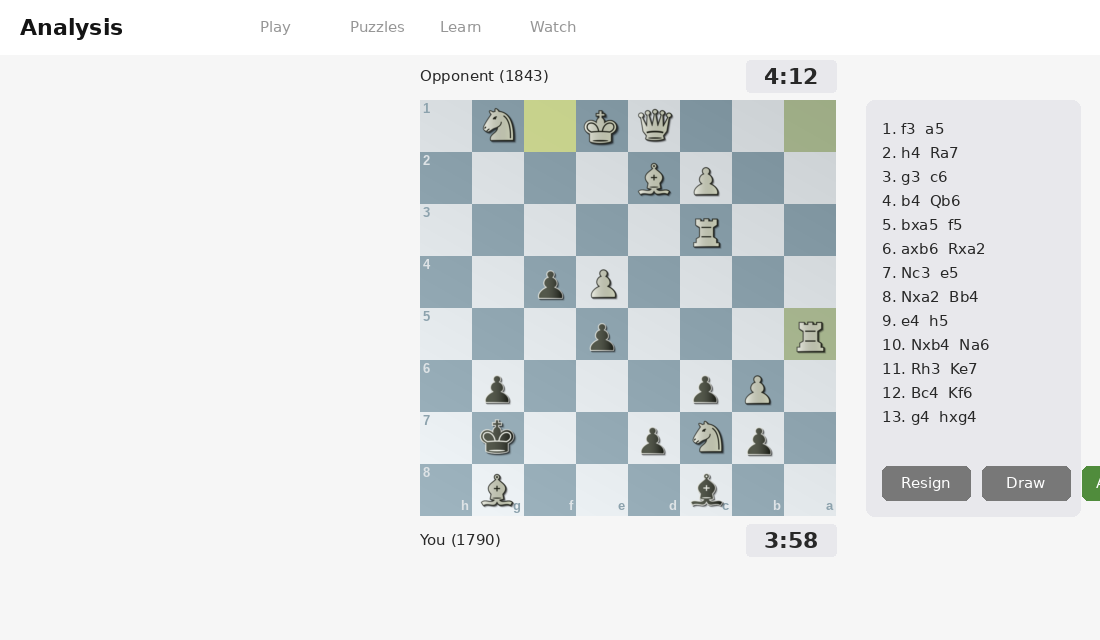 Analysis
Play Puzzles Learn Watch
Opponent (1843)
4:12
1
2
3
4
5
6
7
8
h g f e d c b a
1. f3 a5
2. h4 Ra7
3. g3 c6
4. b4 Qb6
5. bxa5 f5
6. axb6 Rxa2
7. Nc3 e5
8. Nxa2 Bb4
9. e4 h5
10. Nxb4 Na6
11. Rh3 Ke7
12. Bc4 Kf6
13. g4 hxg4
Resign Draw
You (1790)
3:58